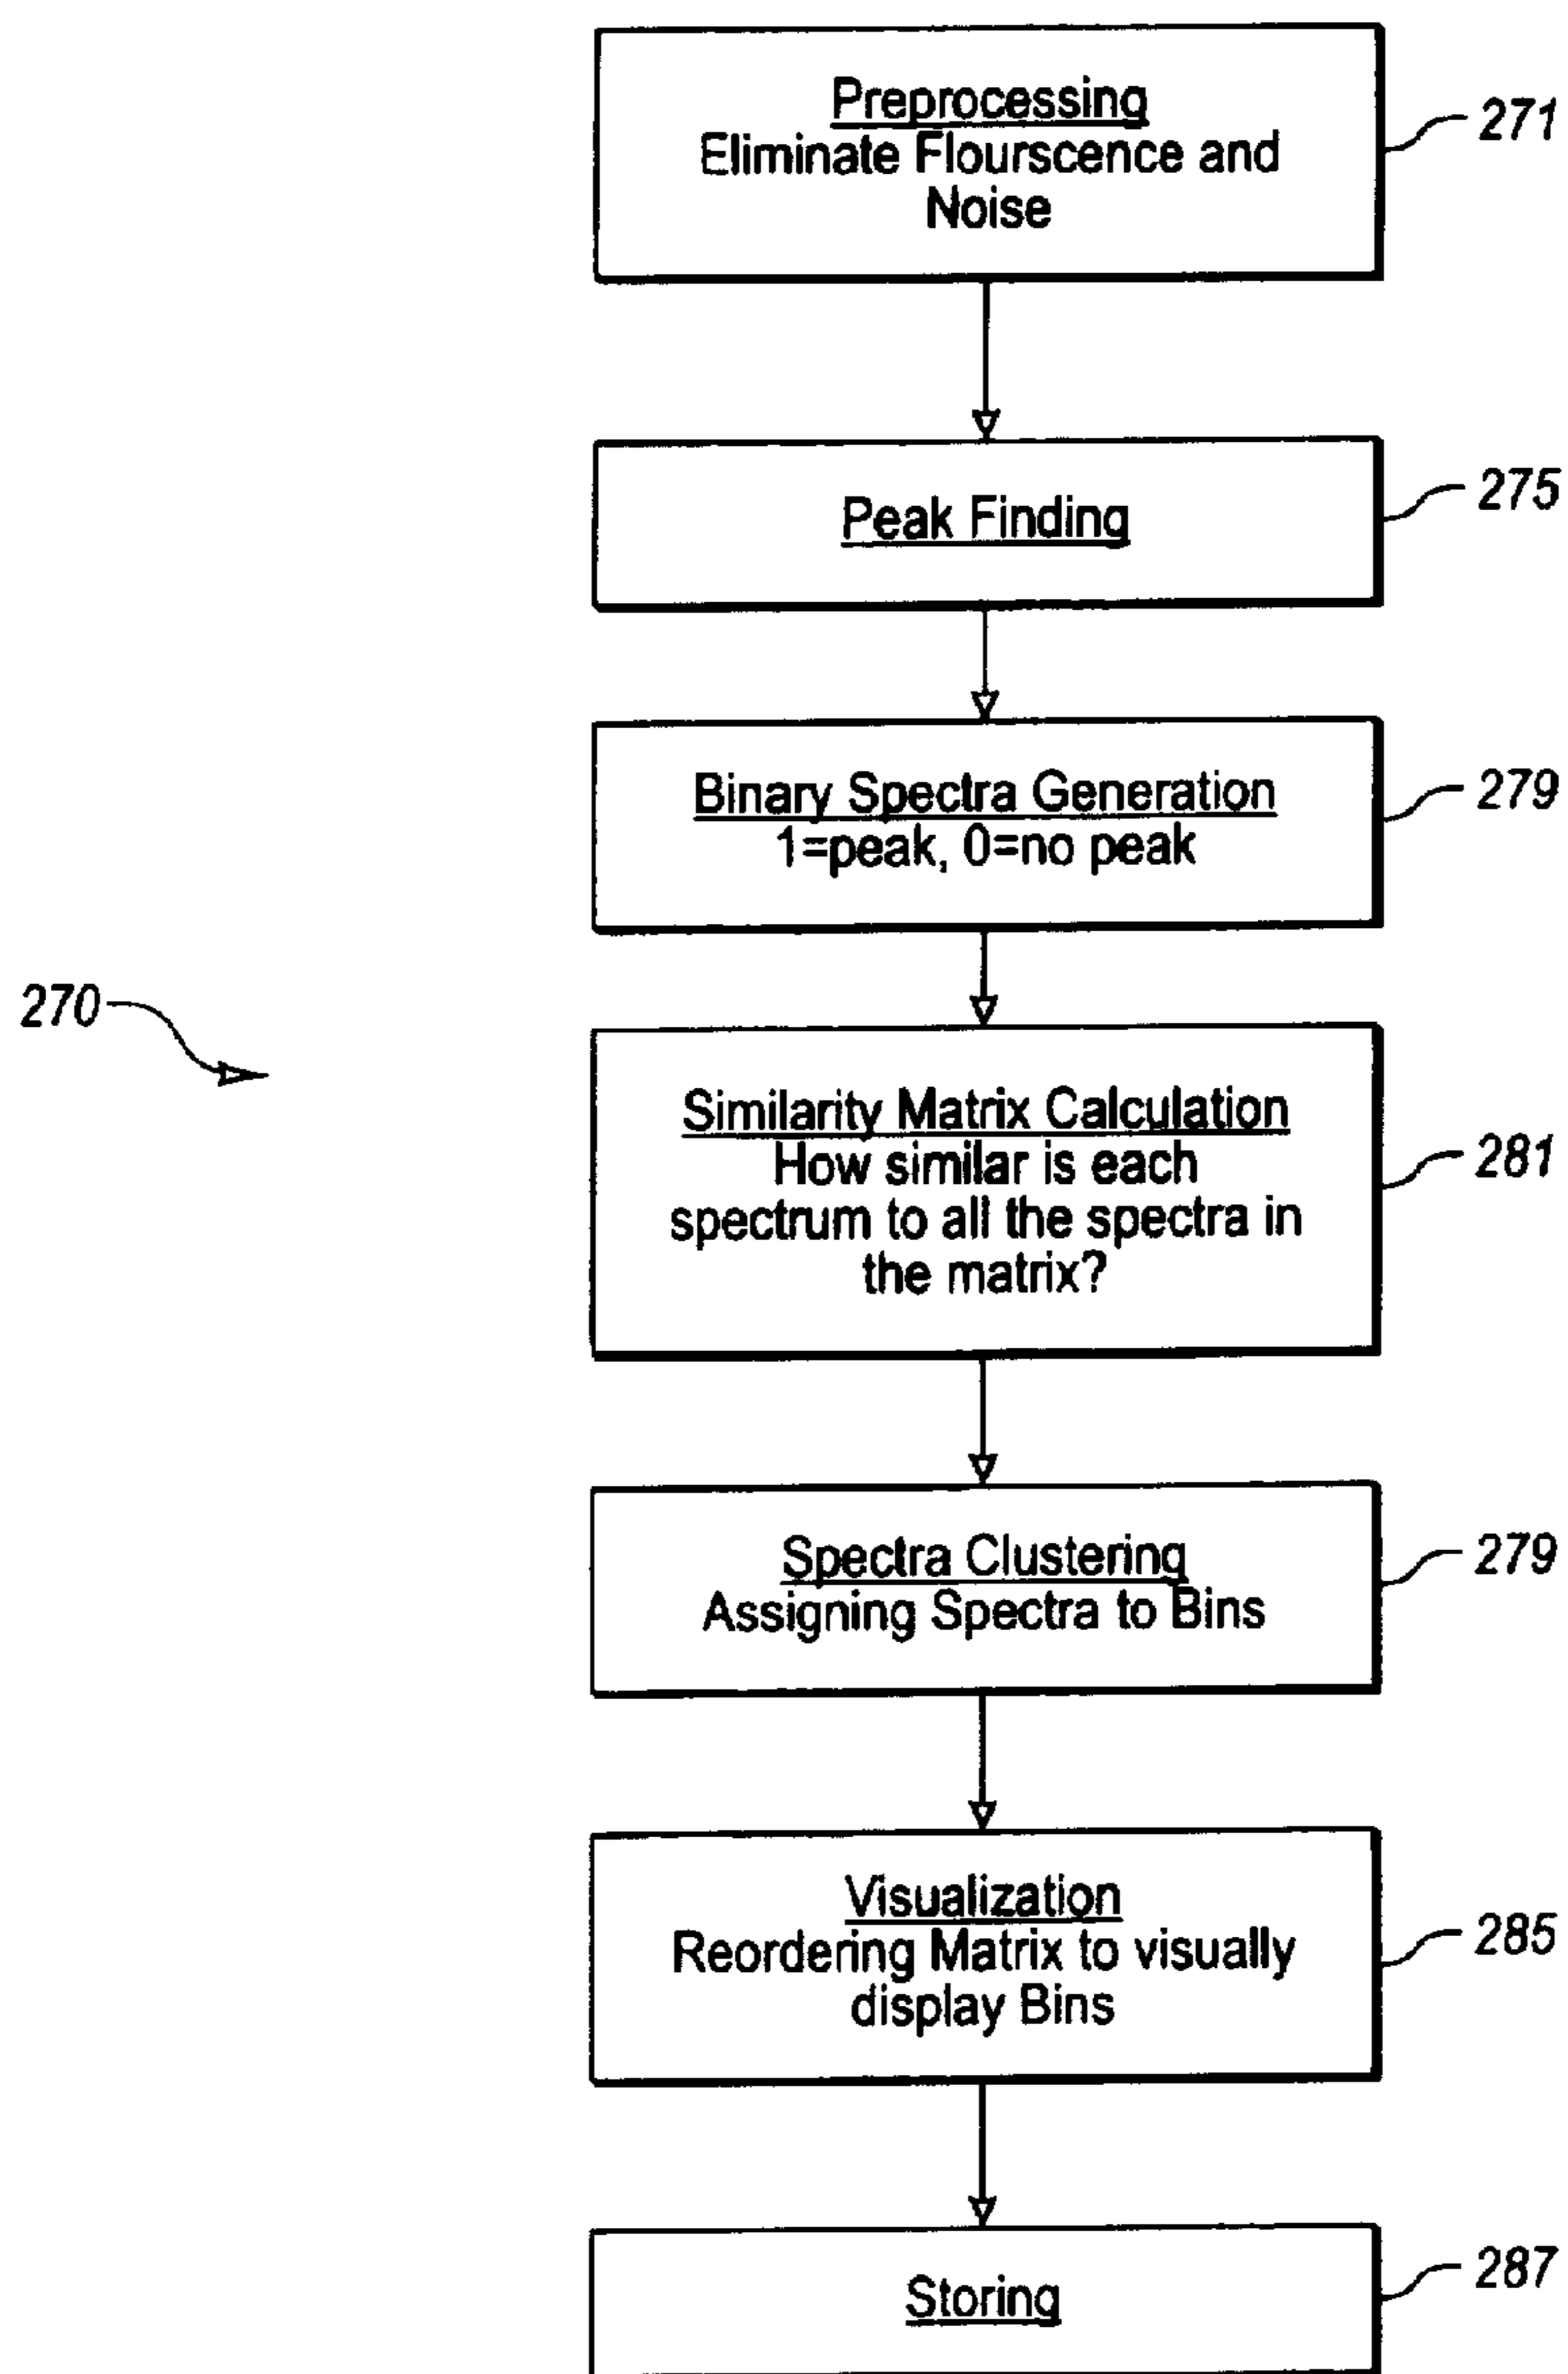 Preprocessing
Eliminate Flourscence and
Noise
271
Peak Finding
275
Binary Spectra Generation
1=peak, 0=no peak
279
270
Similarity Matrix Calculation
How similar is each
spectrum to all the spectra in
the matrix?
281
Spectra Clustering
Assigning Spectra to Bins
279
Visualization
Reordering Matrix to visually
display Bins
285
Storing
287